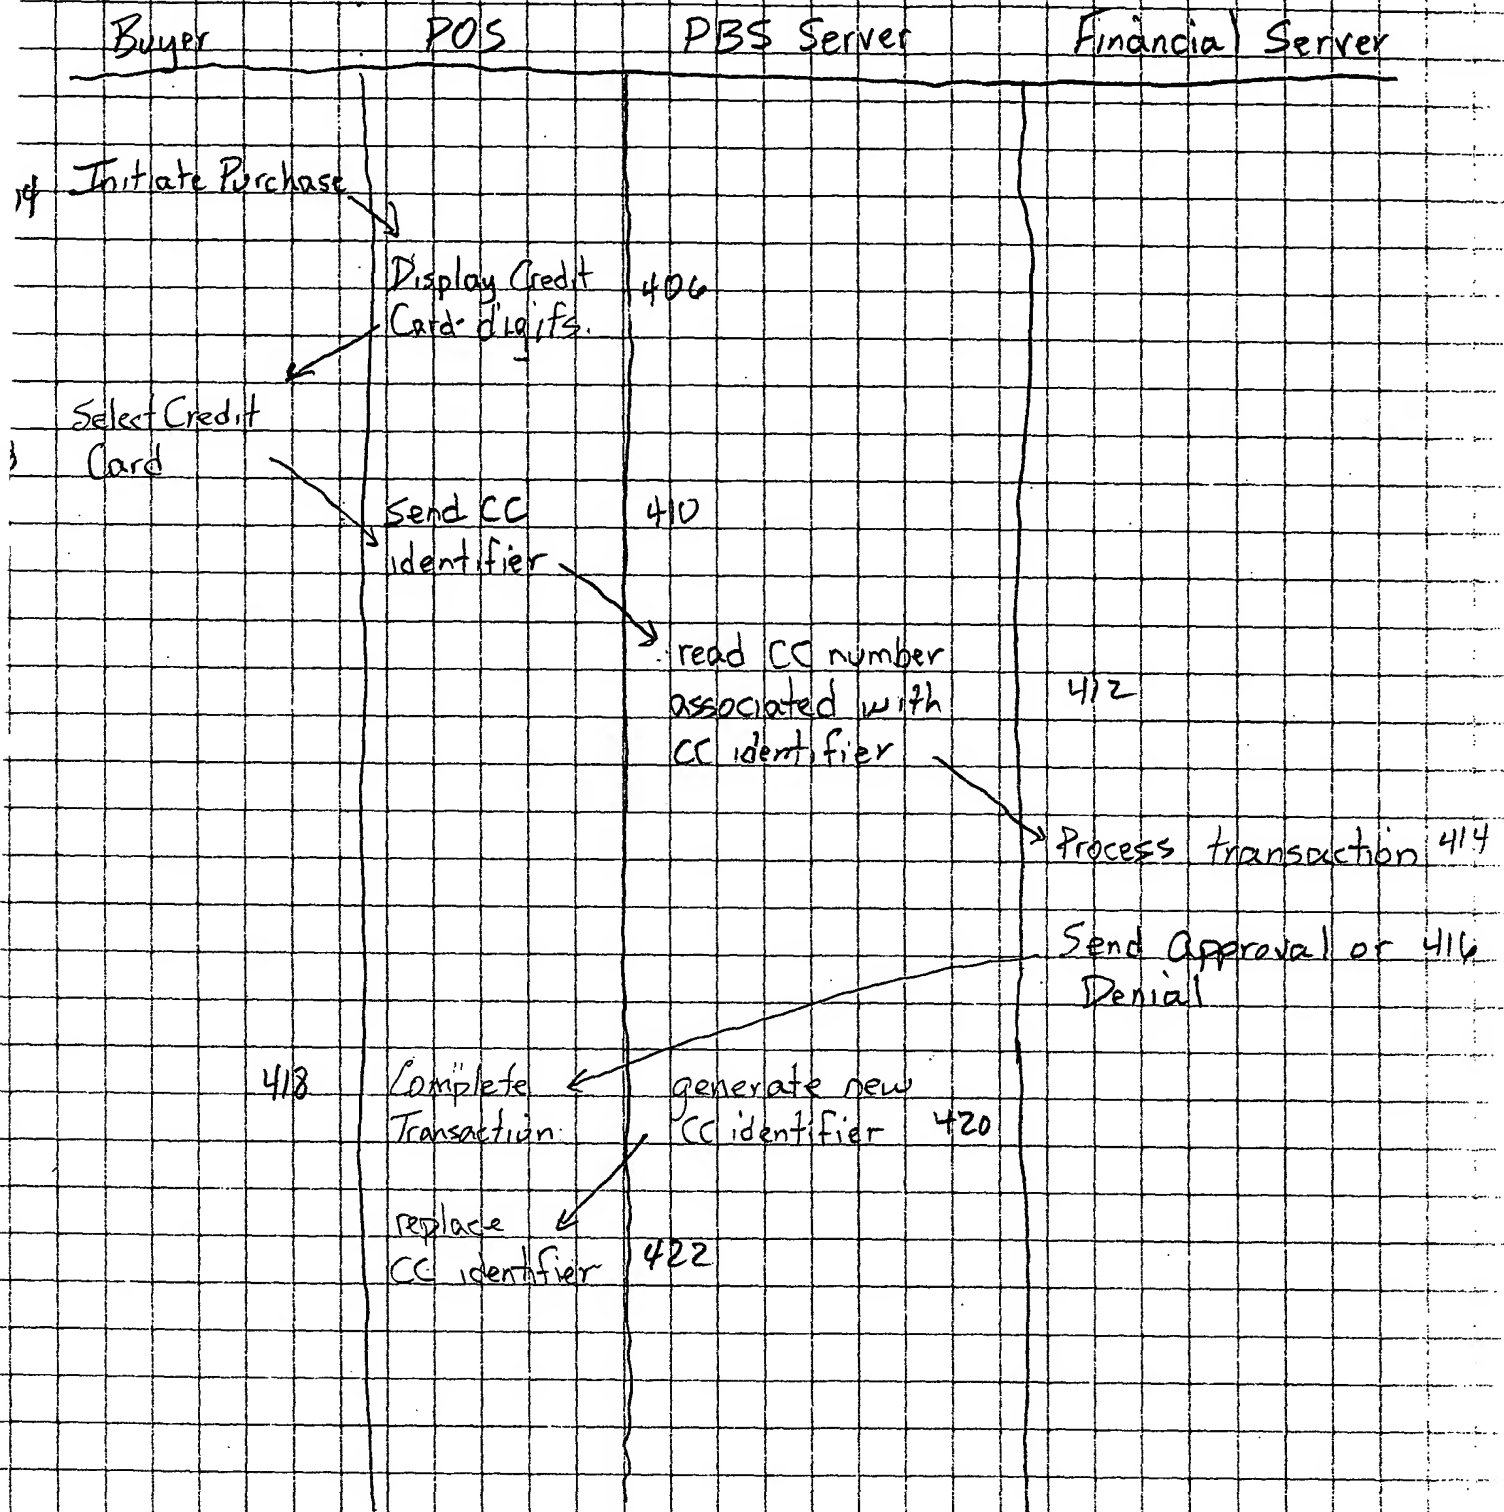 Buyer POS PBS Server Financial Server
Initiate Purchase
Display Credit 406
Card digits.
Select Credit
Card
Send CC 410
identifier
read CC number
associated with 412
CC identifier
Process transaction 414
Send Approval or 416
Denial
418 Complete generate new
Transaction CC identifier 420
replace
CC identifier 422